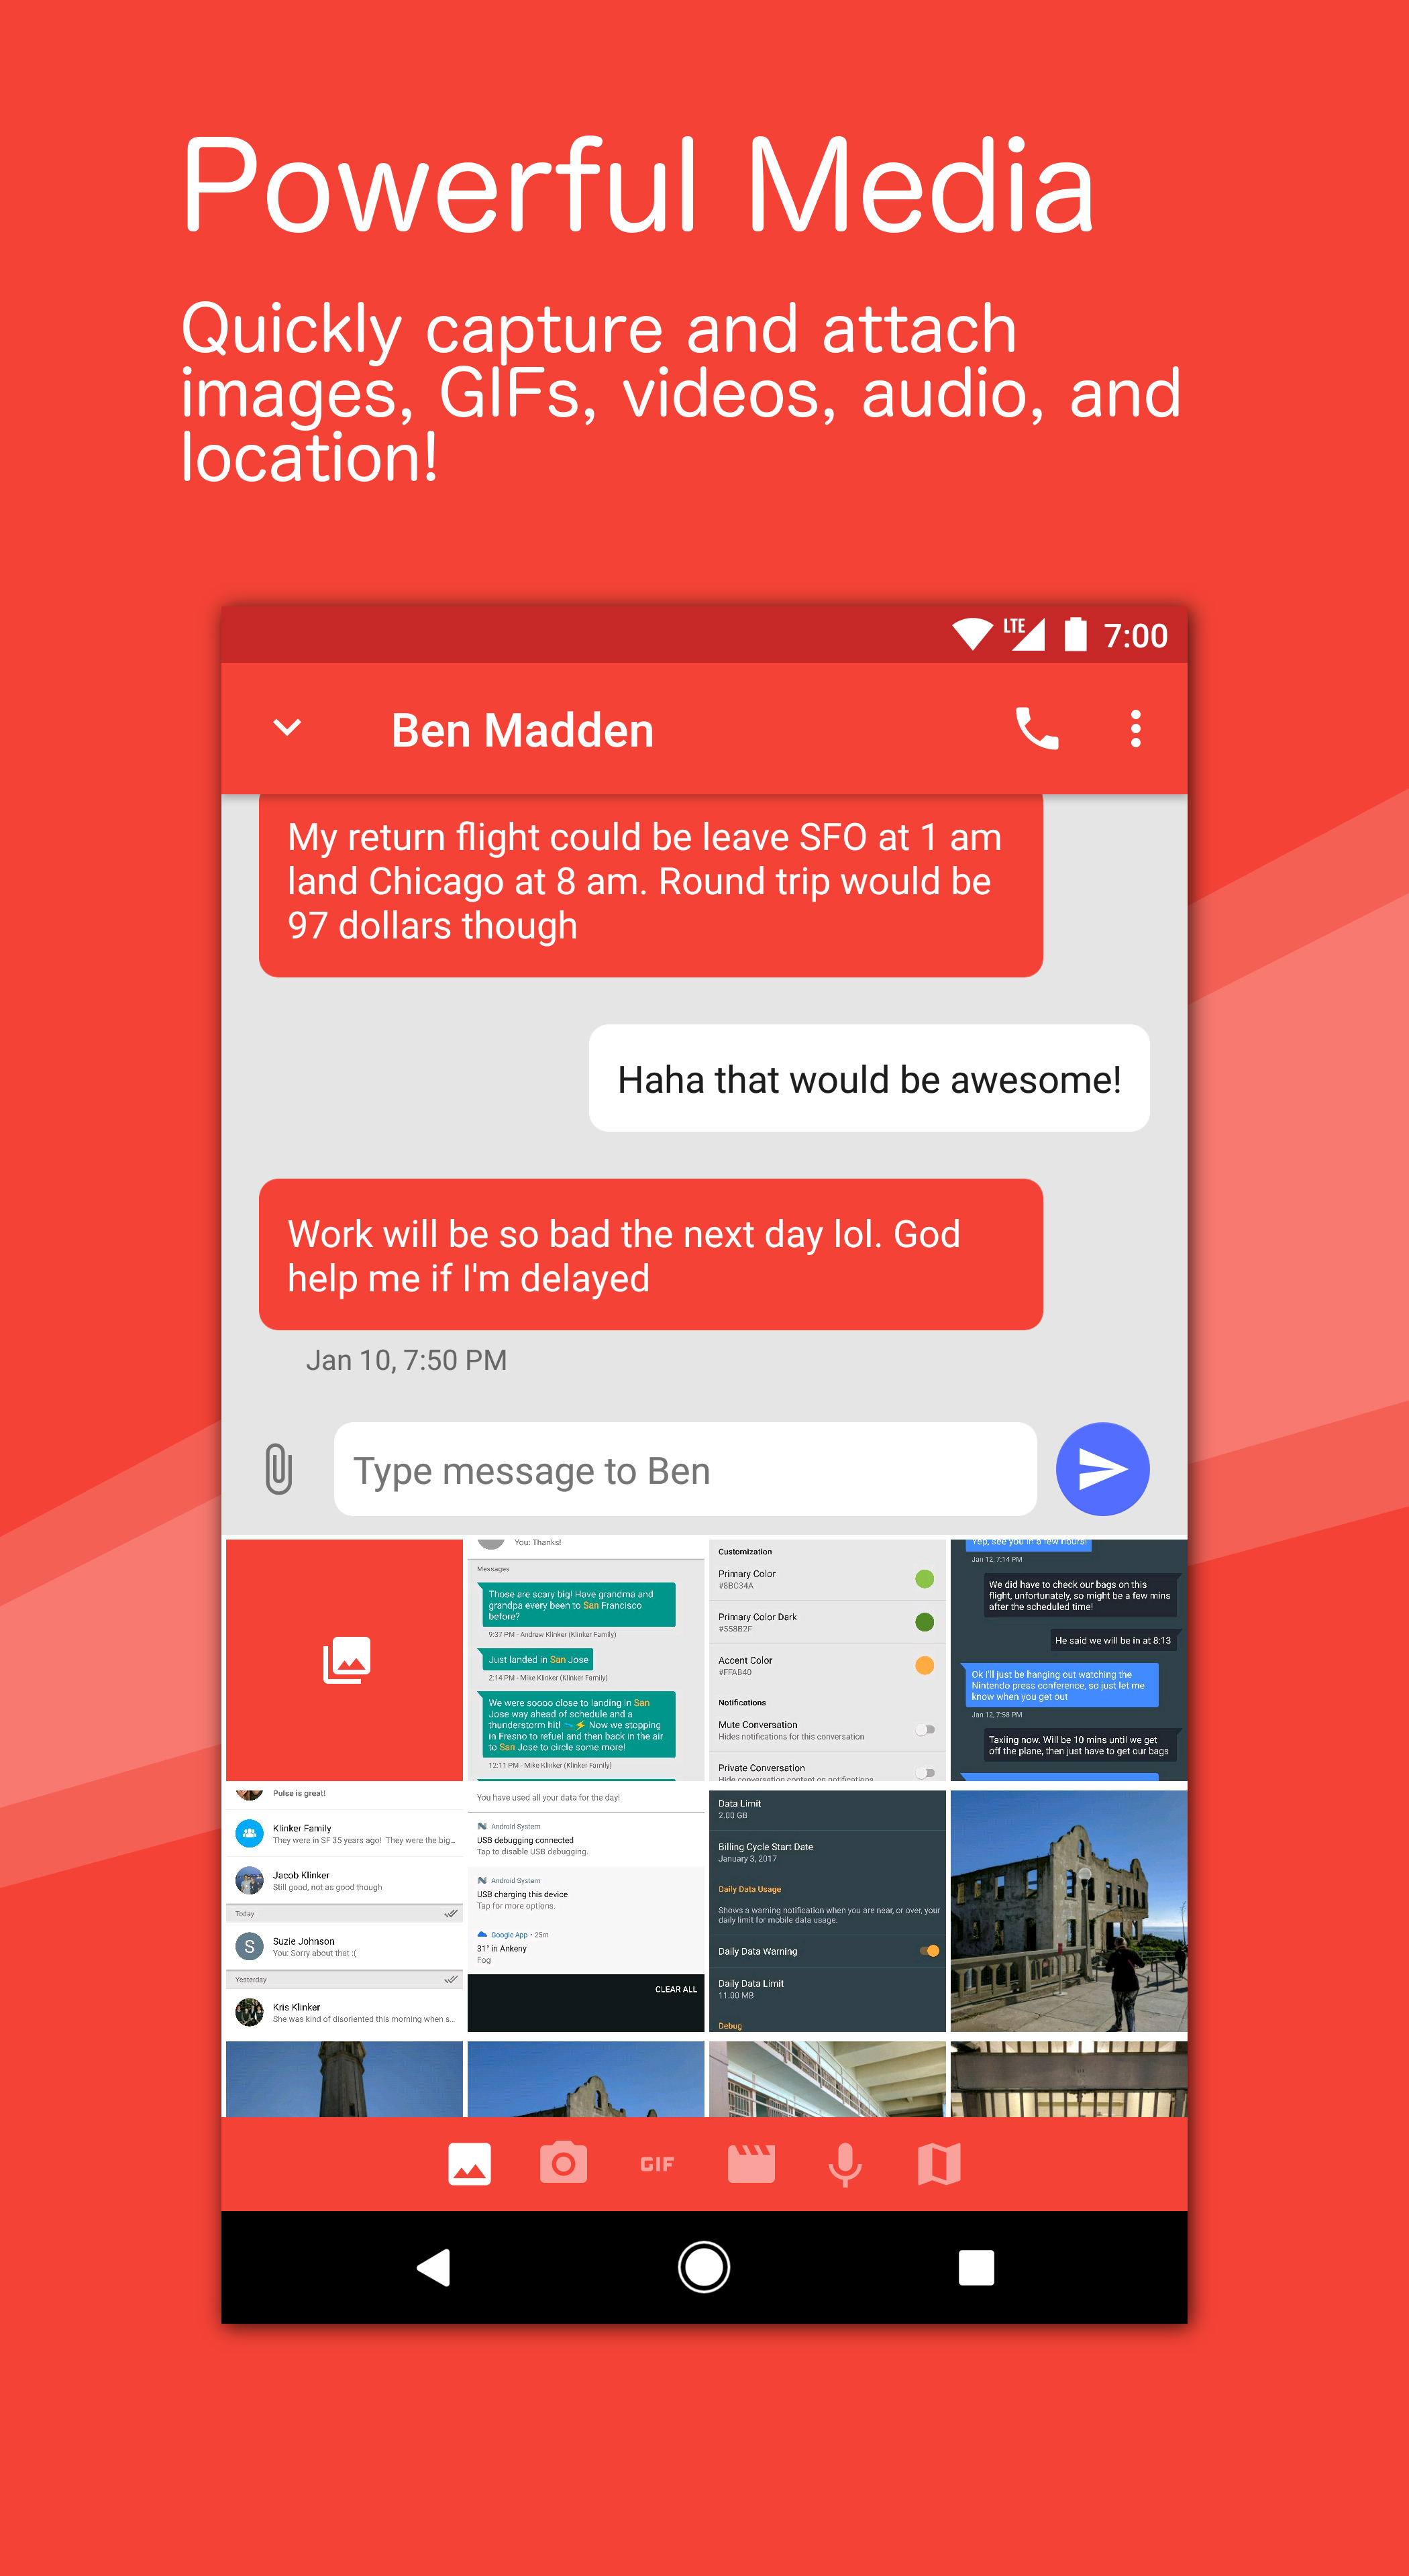 Powerful Media
Quickly capture and attach
images, GIFs, videos, audio, and
location!
LTE 7:00
Ben Madden
My return flight could be leave SFO at 1 am
land Chicago at 8 am. Round trip would be
97 dollars though
Haha that would be awesome!
Work will be so bad the next day lol. God
help me if I'm delayed
Jan 10, 7:50 PM
Type message to Ben
You: Thanks!
Messages
Those are scary big! Have grandma and
grandpa every been to San Francisco
before?
9:37 PM - Andrew Klinker (Klinker Family)
Just landed in San Jose
2:14 PM - Mike Klinker (Klinker Family)
We were soooo close to landing in San
Jose way ahead of schedule and a
thunderstorm hit! ⚡ Now we stopping
in Fresno to refuel and then back in the air
to San Jose to circle some more!
12:11 PM - Mike Klinker (Klinker Family)
Customization
Primary Color
#8BC34A
Primary Color Dark
#558B2F
Accent Color
#FFAB40
Notifications
Mute Conversation
Hides notifications for this conversation
Private Conversation
Hide conversation content on notifications
Yep, see you in a few hours!
Jan 12, 7:14 PM
We did have to check our bags on this
flight, unfortunately, so might be a few mins
after the scheduled time!
He said we will be in at 8:13
Ok I'll just be hanging out watching the
Nintendo press conference, so just let me
know when you get out
Jan 12, 7:58 PM
Taxiing now. Will be 10 mins until we get
off the plane, then just have to get our bags
Pulse is great!
Klinker Family
They were in SF 35 years ago! They were the big...
Jacob Klinker
Still good, not as good though
Today
S
Suzie Johnson
You: Sorry about that :(
Yesterday
Kris Klinker
She was kind of disoriented this morning when s...
You have used all your data for the day!
N Android System
USB debugging connected
Tap to disable USB debugging.
N Android System
USB charging this device
Tap for more options.
Google App • 25m
31° in Ankeny
Fog
CLEAR ALL
Data Limit
2.00 GB
Billing Cycle Start Date
January 3, 2017
Daily Data Usage
Shows a warning notification when you are near, or over, your
daily limit for mobile data usage.
Daily Data Warning
Daily Data Limit
11.00 MB
Debug
GIF